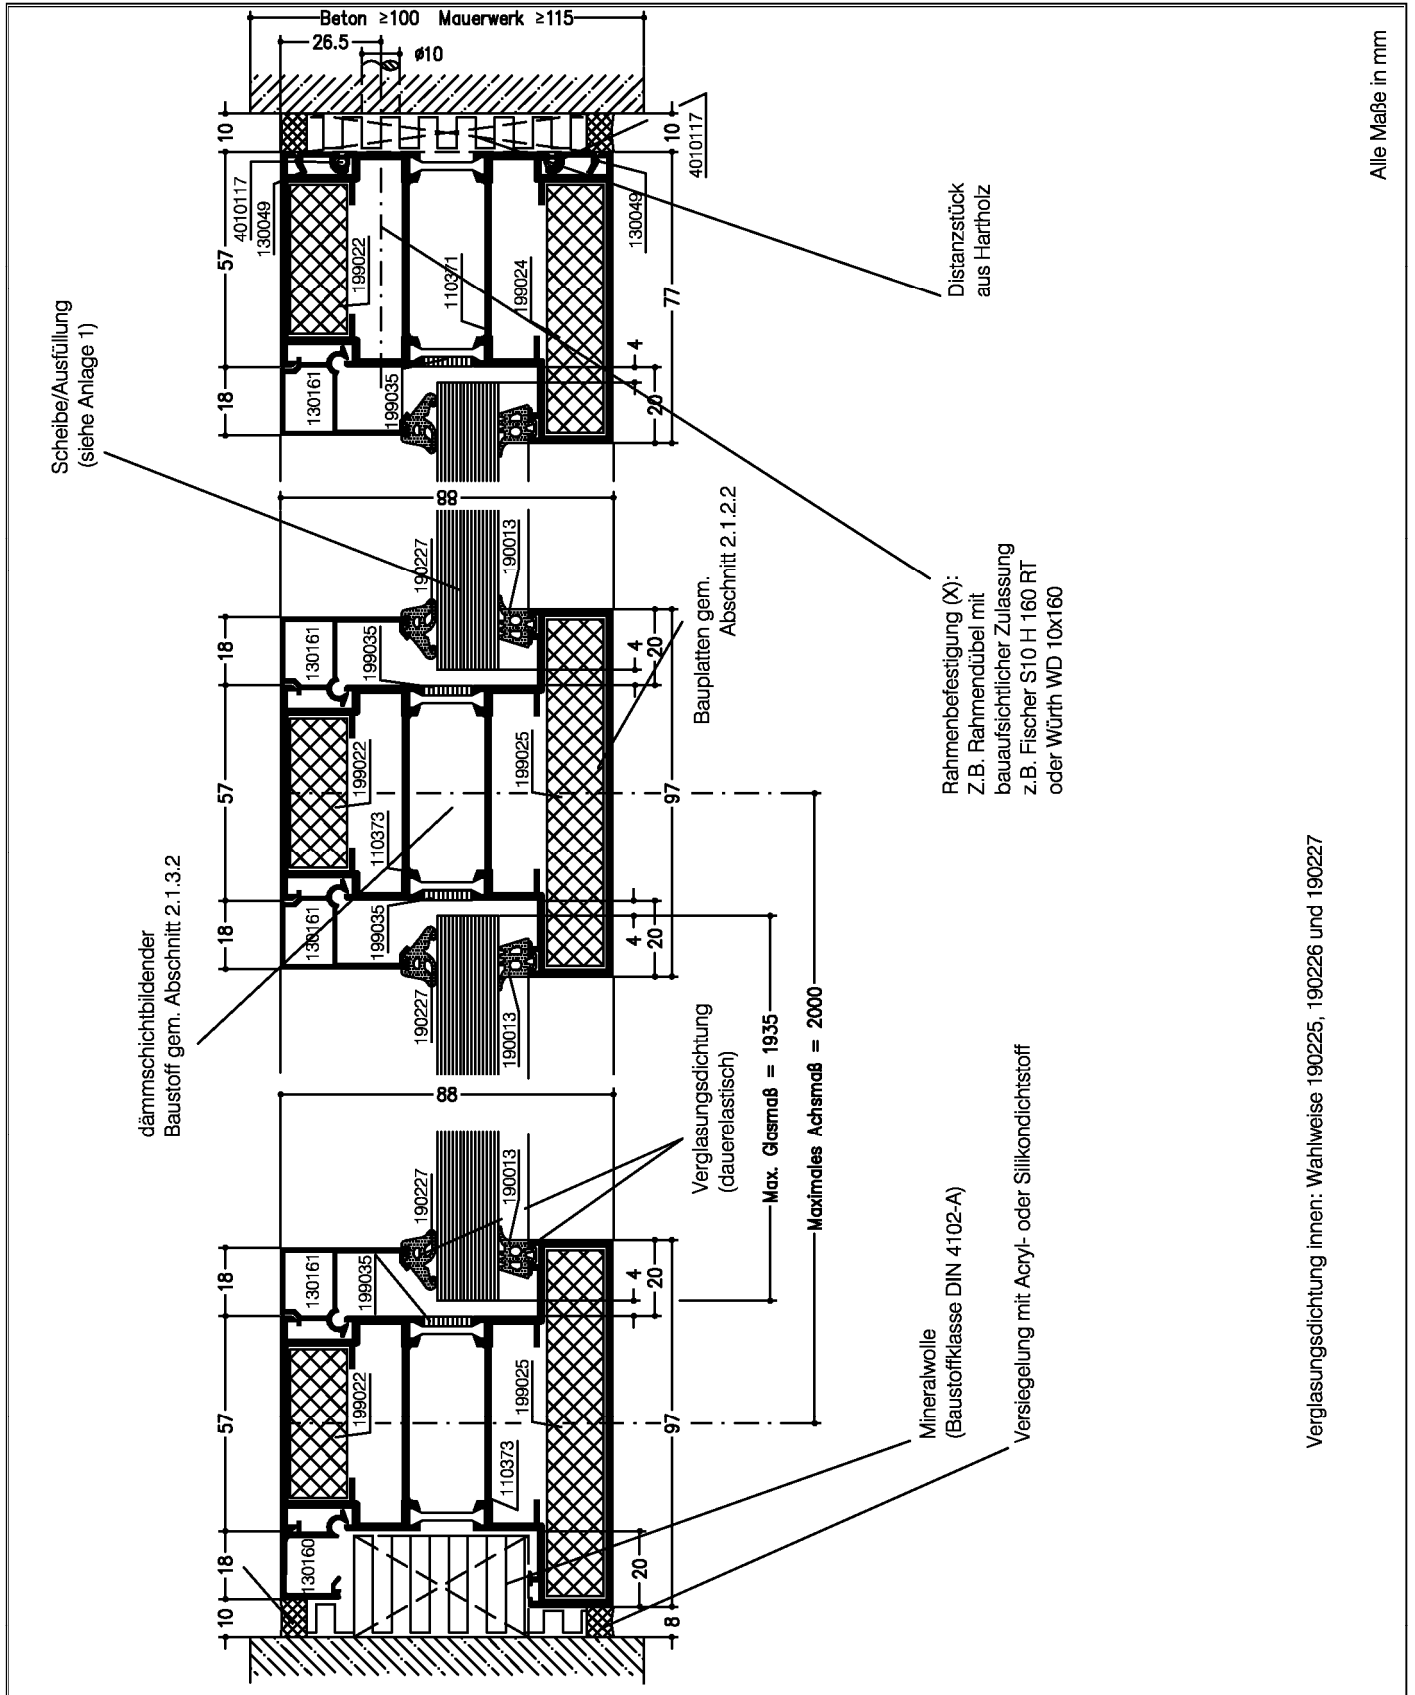 Beton ≥100 Mauerwerk ≥115
26.5
ø10
10
10
4010117
4010117
130049
130049
57
199022
110371
199024
77
18
130161
199035
4
20
Distanzstück
aus Hartholz
Alle Maße in mm
Scheibe/Ausfüllung
(siehe Anlage 1)
88
190227
190013
18
130161
199035
4
20
Bauplatten gem.
Abschnitt 2.1.2.2
Rahmenbefestigung (X):
Z.B. Rahmendübel mit
bauaufsichtlicher Zulassung
z.B. Fischer S10 H 160 RT
oder Würth WD 10x160
57
199022
110373
199025
97
18
130161
199035
4
20
190227
190013
dämmschichtbildender
Baustoff gem. Abschnitt 2.1.3.2
88
Verglasungsdichtung
(dauerelastisch)
Max. Glasmaß = 1935
Maximales Achsmaß = 2000
190227
190013
18
130161
199035
4
20
57
199022
199025
110373
97
18
130160
20
10
8
Mineralwolle
(Baustoffklasse DIN 4102-A)
Versiegelung mit Acryl- oder Silikondichtstoff
Verglasungsdichtung innen: Wahlweise 190225, 190226 und 190227